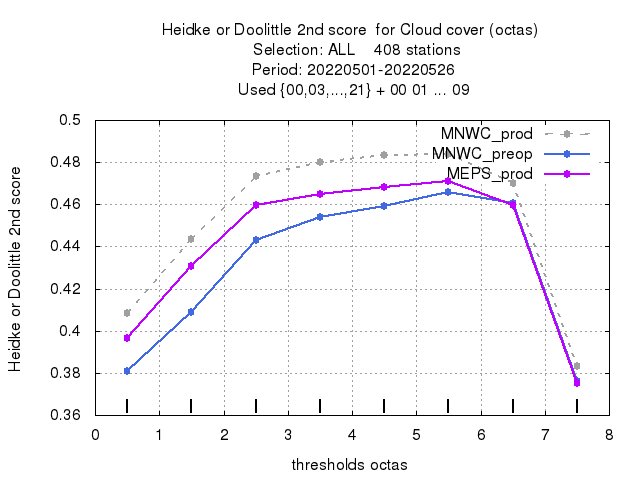 Heidke or Doolittle 2nd score  for Cloud cover (octas)
Selection: ALL    408 stations
Period: 20220501-20220526
Used {00,03,...,21} + 00 01 ... 09
MNWC_prod
MNWC_preop
MEPS_prod
Heidke or Doolittle 2nd score
0.5
0.48
0.46
0.44
0.42
0.4
0.38
0.36
0 1 2 3 4 5 6 7 8
thresholds octas